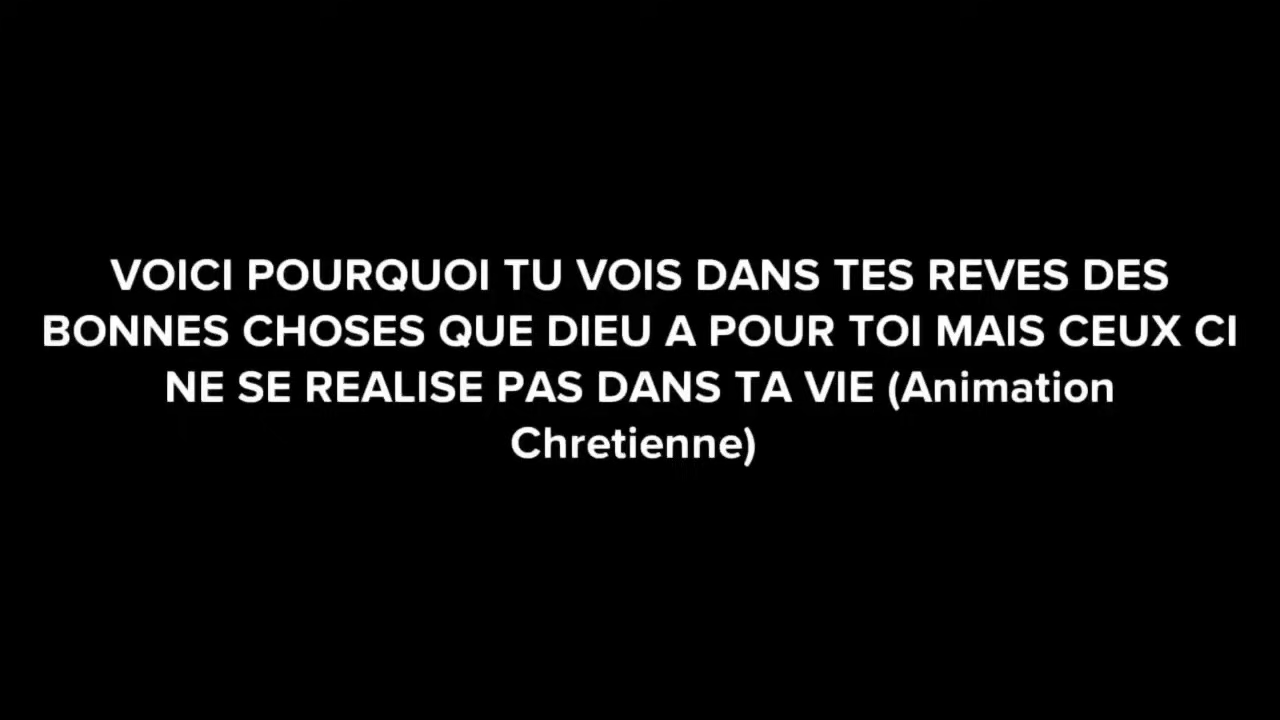 VOICI POURQUOI TU VOIS DANS TES REVES DES
BONNES CHOSES QUE DIEU A POUR TOI MAIS CEUX CI
NE SE REALISE PAS DANS TA VIE (Animation
Chretienne)